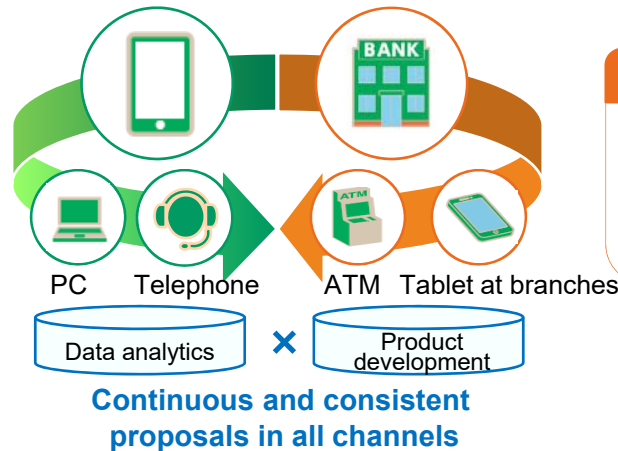 BANK
ATM
PC Telephone ATM Tablet at branches
Data analytics × Product
development
Continuous and consistent
proposals in all channels